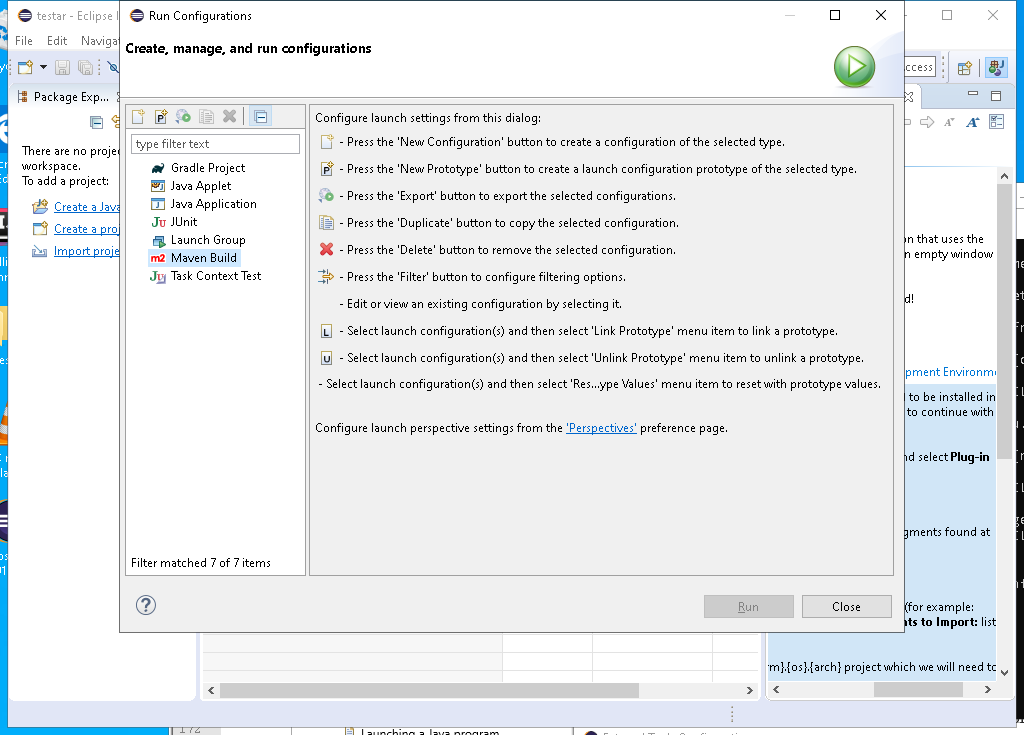 testar - Eclipse I
File Edit Naviga
Run Configurations
Create, manage, and run configurations
ccess
Package Exp...
There are no proje
workspace.
To add a project:
Create a Java
Create a proj
Import proje
type filter text
Gradle Project
Java Applet
Java Application
JUnit
Launch Group
Maven Build
Task Context Test
Filter matched 7 of 7 items
Configure launch settings from this dialog:
- Press the 'New Configuration' button to create a configuration of the selected type.
- Press the 'New Prototype' button to create a launch configuration prototype of the selected type.
- Press the 'Export' button to export the selected configurations.
- Press the 'Duplicate' button to copy the selected configuration.
- Press the 'Delete' button to remove the selected configuration.
- Press the 'Filter' button to configure filtering options.
- Edit or view an existing configuration by selecting it.
- Select launch configuration(s) and then select 'Link Prototype' menu item to link a prototype.
- Select launch configuration(s) and then select 'Unlink Prototype' menu item to unlink a prototype.
- Select launch configuration(s) and then select 'Res...ype Values' menu item to reset with prototype values.
Configure launch perspective settings from the 'Perspectives' preference page.
Run
Close
on that uses the
n empty window
d!
pment Environme
to be installed in
to continue with
nd select Plug-in
gments found at
(for example:
nts to Import: list
rm}.{os}.{arch} project which we will need to
172
Launching a Java program
External Tools Configuration